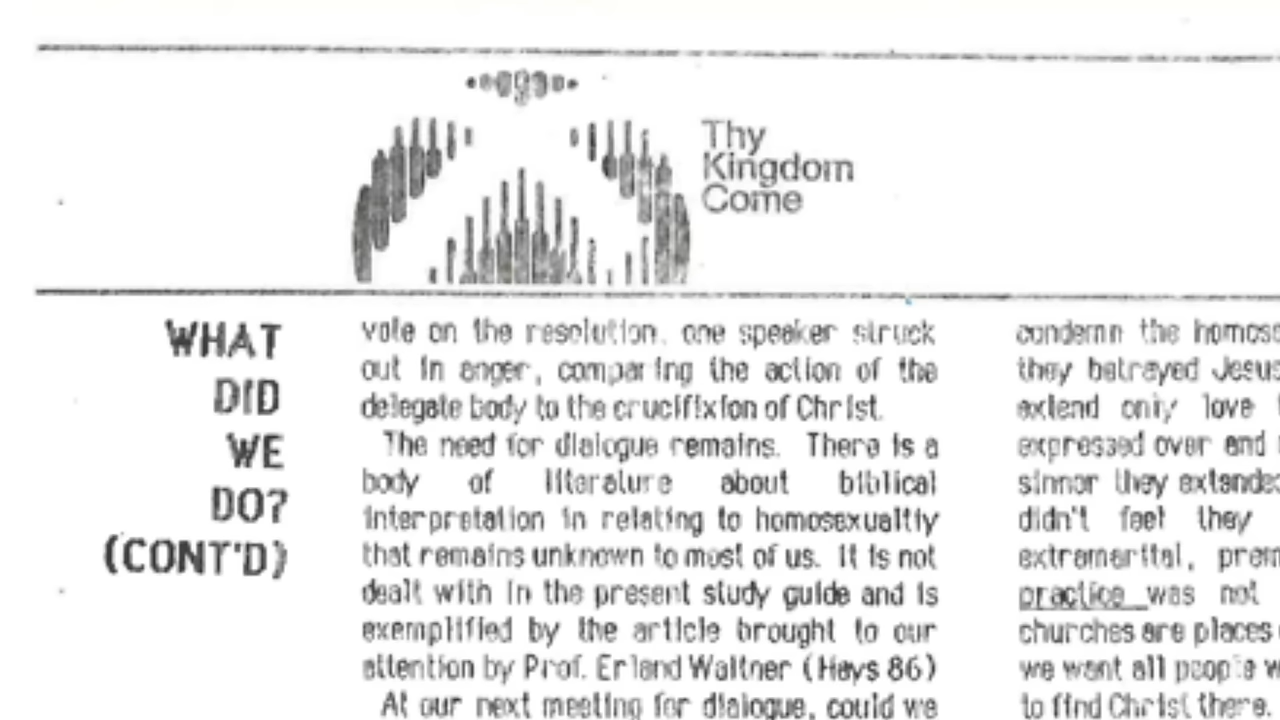 Thy
Kingdom
Come
WHAT
DID
WE
DO?
(CONT'D)
vote on the resolution, one speaker struck
out in anger, comparing the action of the
delegate body to the crucifixion of Christ.
The need for dialogue remains. There is a
body of literature about biblical
interpretation in relating to homosexualtiy
that remains unknown to most of us. It is not
dealt with in the present study guide and is
exemplified by the article brought to our
attention by Prof. Erland Waltner (Hays 86)
At our next meeting for dialogue, could we
condemn the homose
they betrayed Jesus
extend only love
expressed over and
sinner they extended
didn't feel they
extramarital, prem
practice was not
churches are places
we want all people w
to find Christ there.